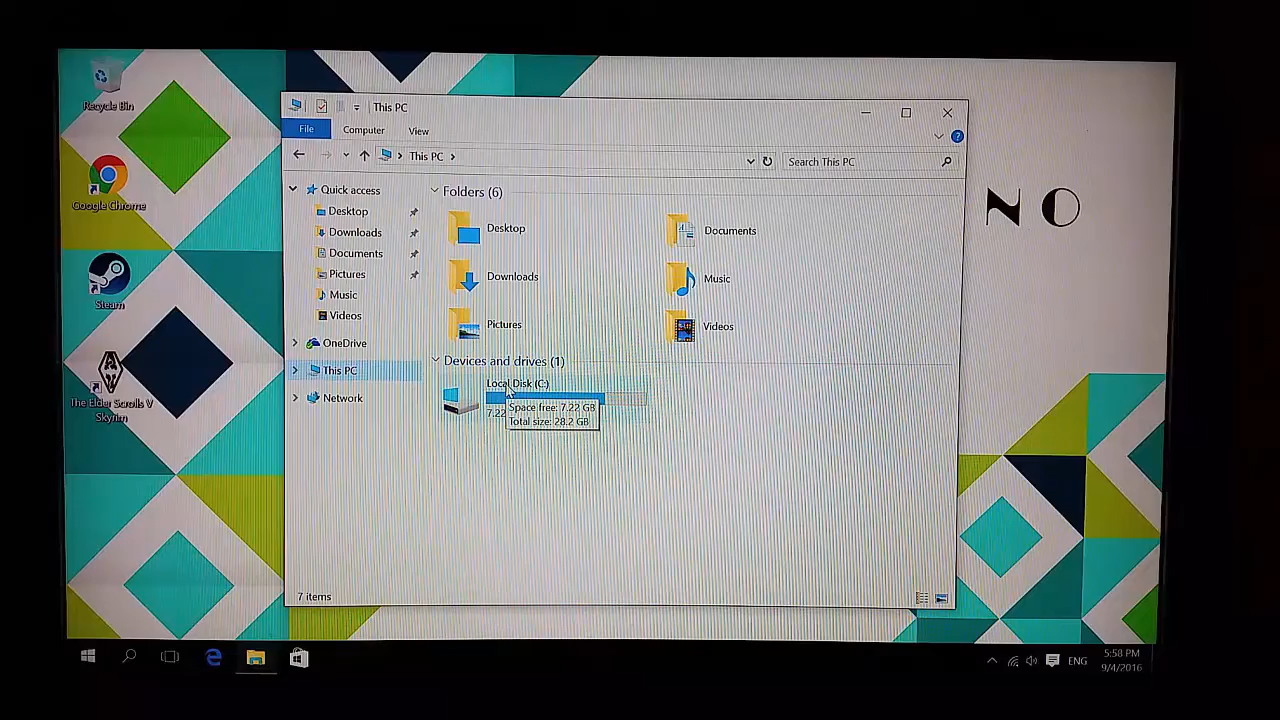 Recycle Bin
Google Chrome
Steam
The Elder Scrolls V
Skyrim
This PC
File
Computer
View
This PC
Search This PC
Quick access
Desktop
Downloads
Documents
Pictures
Music
Videos
OneDrive
This PC
Network
Folders (6)
Desktop
Documents
Downloads
Music
Pictures
Videos
Devices and drives (1)
Local Disk (C:)
7.22
Space free: 7.22 GB
Total size: 28.2 GB
7 items
N O
ENG
5:58 PM
9/4/2016